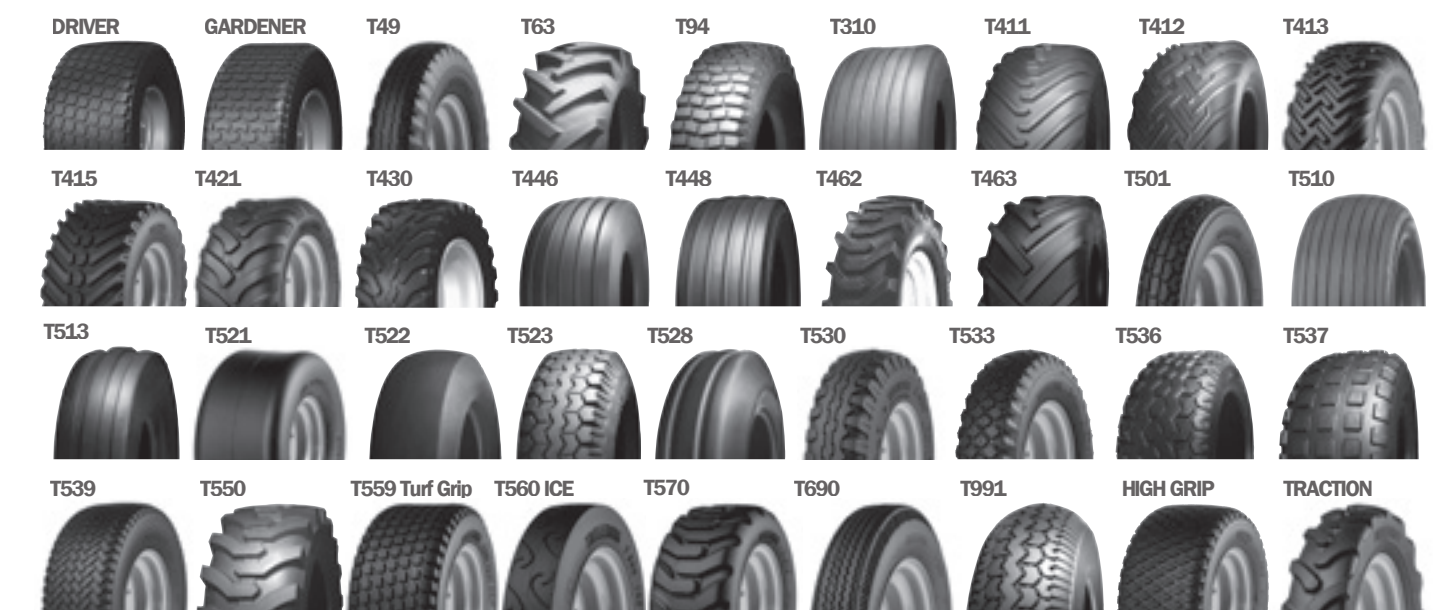 DRIVER GARDENER T49 T63 T94 T310 T411 T412 T413
T415 T421 T430 T446 T448 T462 T463 T501 T510
T513 T521 T522 T523 T528 T530 T533 T536 T537
T539 T550 T559 Turf Grip T560 ICE T570 T690 T991 HIGH GRIP TRACTION